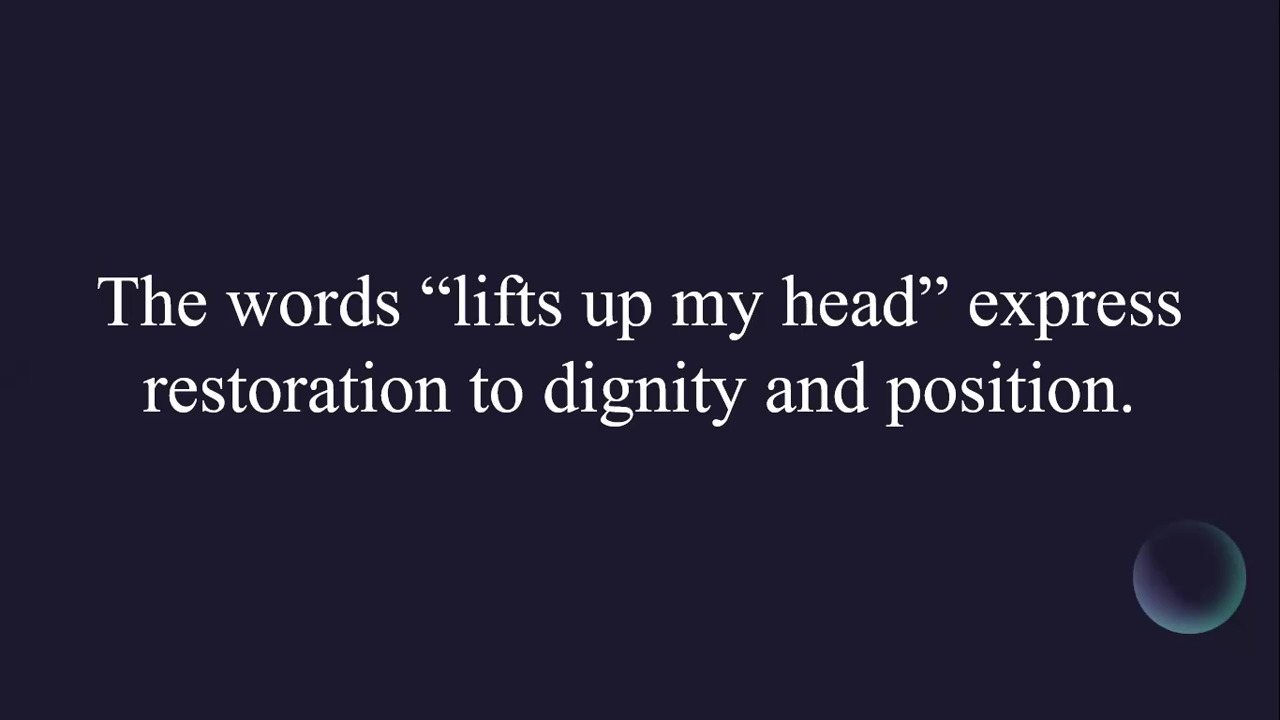 The words “lifts up my head” express
restoration to dignity and position.